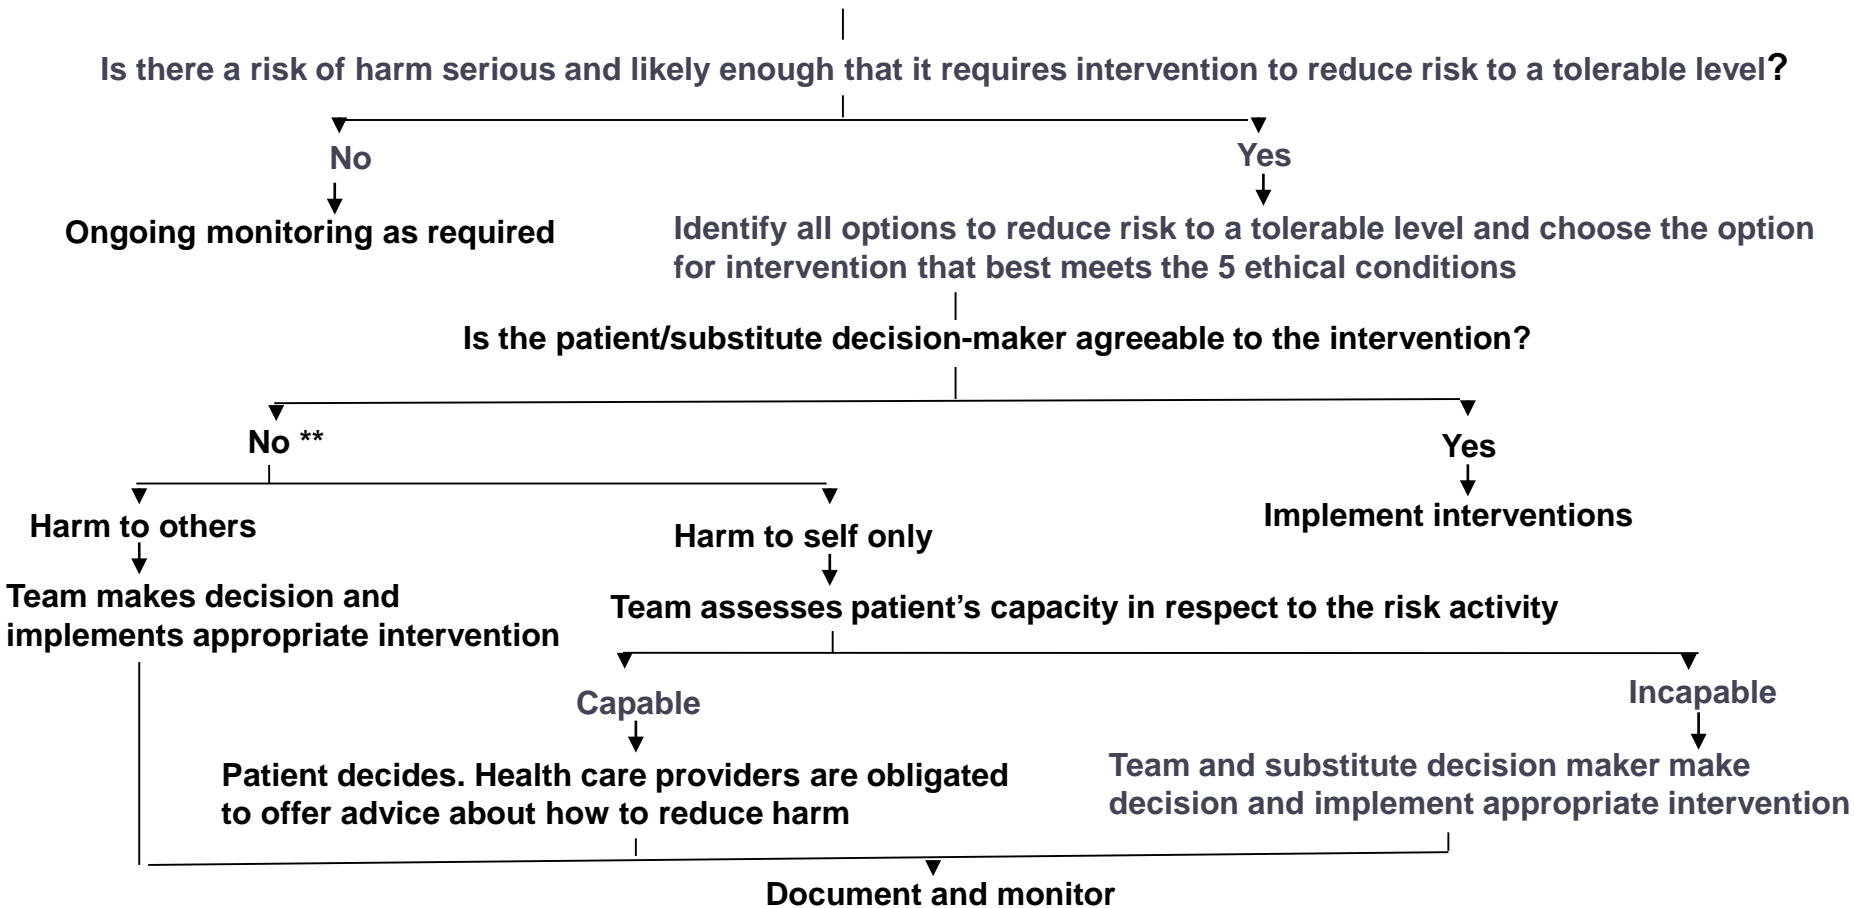 Is there a risk of harm serious and likely enough that it requires intervention to reduce risk to a tolerable level?
No
Yes
Ongoing monitoring as required
Identify all options to reduce risk to a tolerable level and choose the option
for intervention that best meets the 5 ethical conditions
Is the patient/substitute decision-maker agreeable to the intervention?
No **
Yes
Harm to others
Harm to self only
Implement interventions
Team makes decision and
implements appropriate intervention
Team assesses patient’s capacity in respect to the risk activity
Capable
Incapable
Patient decides. Health care providers are obligated
to offer advice about how to reduce harm
Team and substitute decision maker make
decision and implement appropriate intervention
Document and monitor